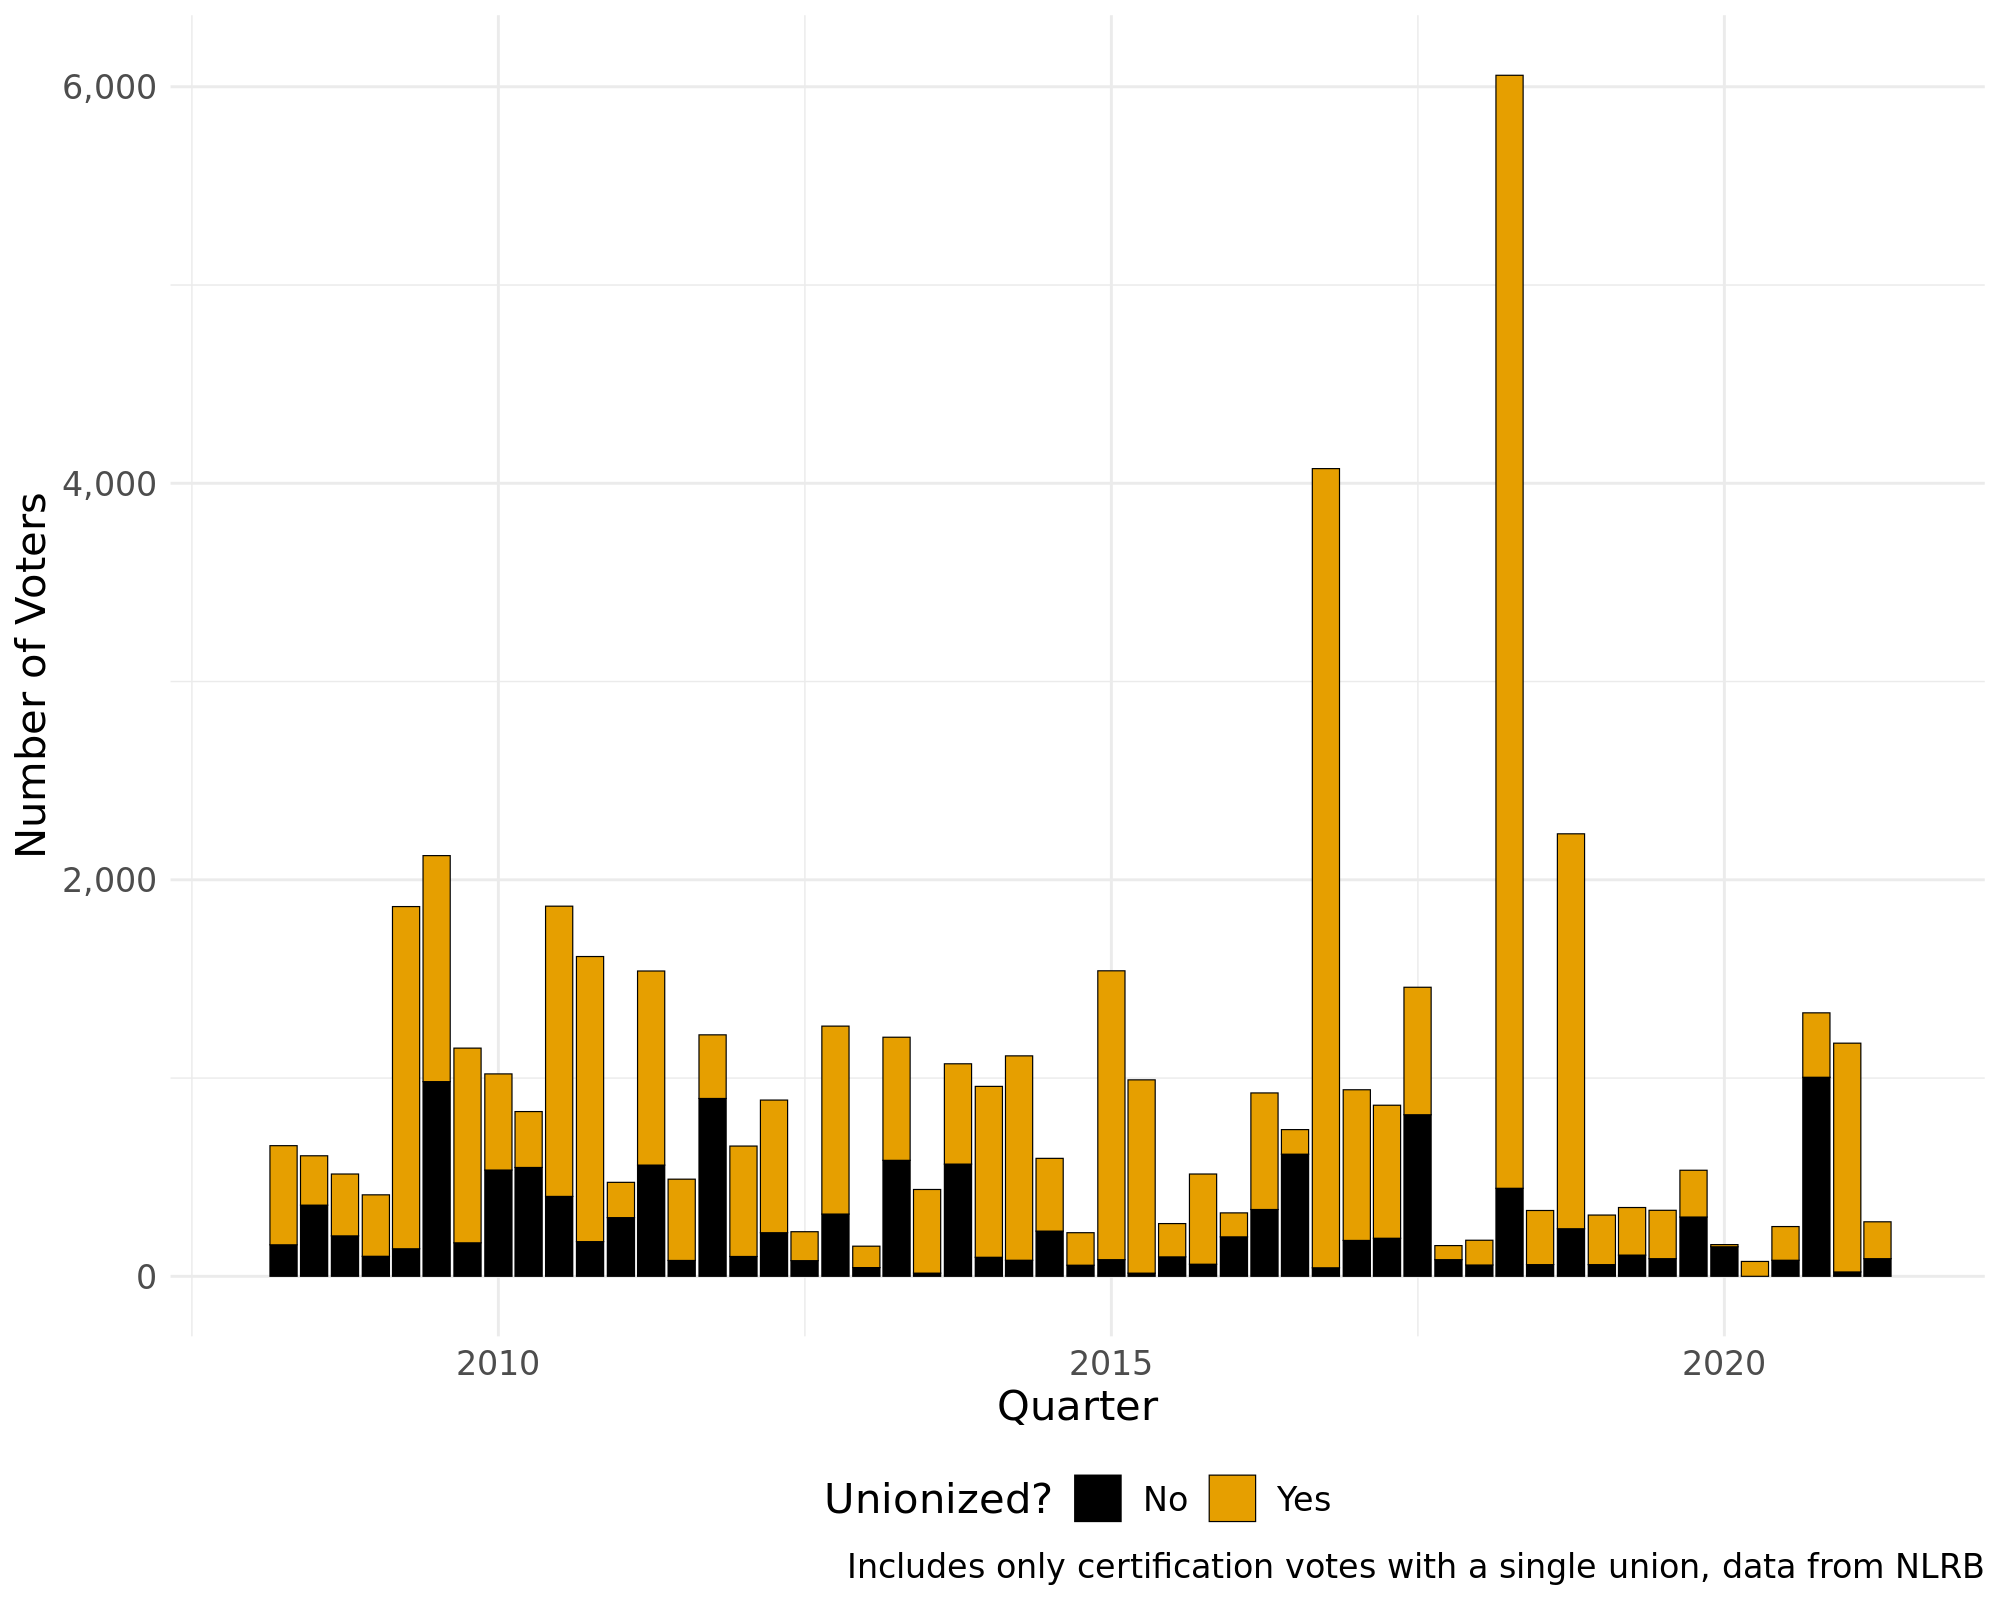 6,000
4,000
2,000
0
Number of Voters
2010 2015 2020
Quarter
Unionized? No Yes
Includes only certification votes with a single union, data from NLRB